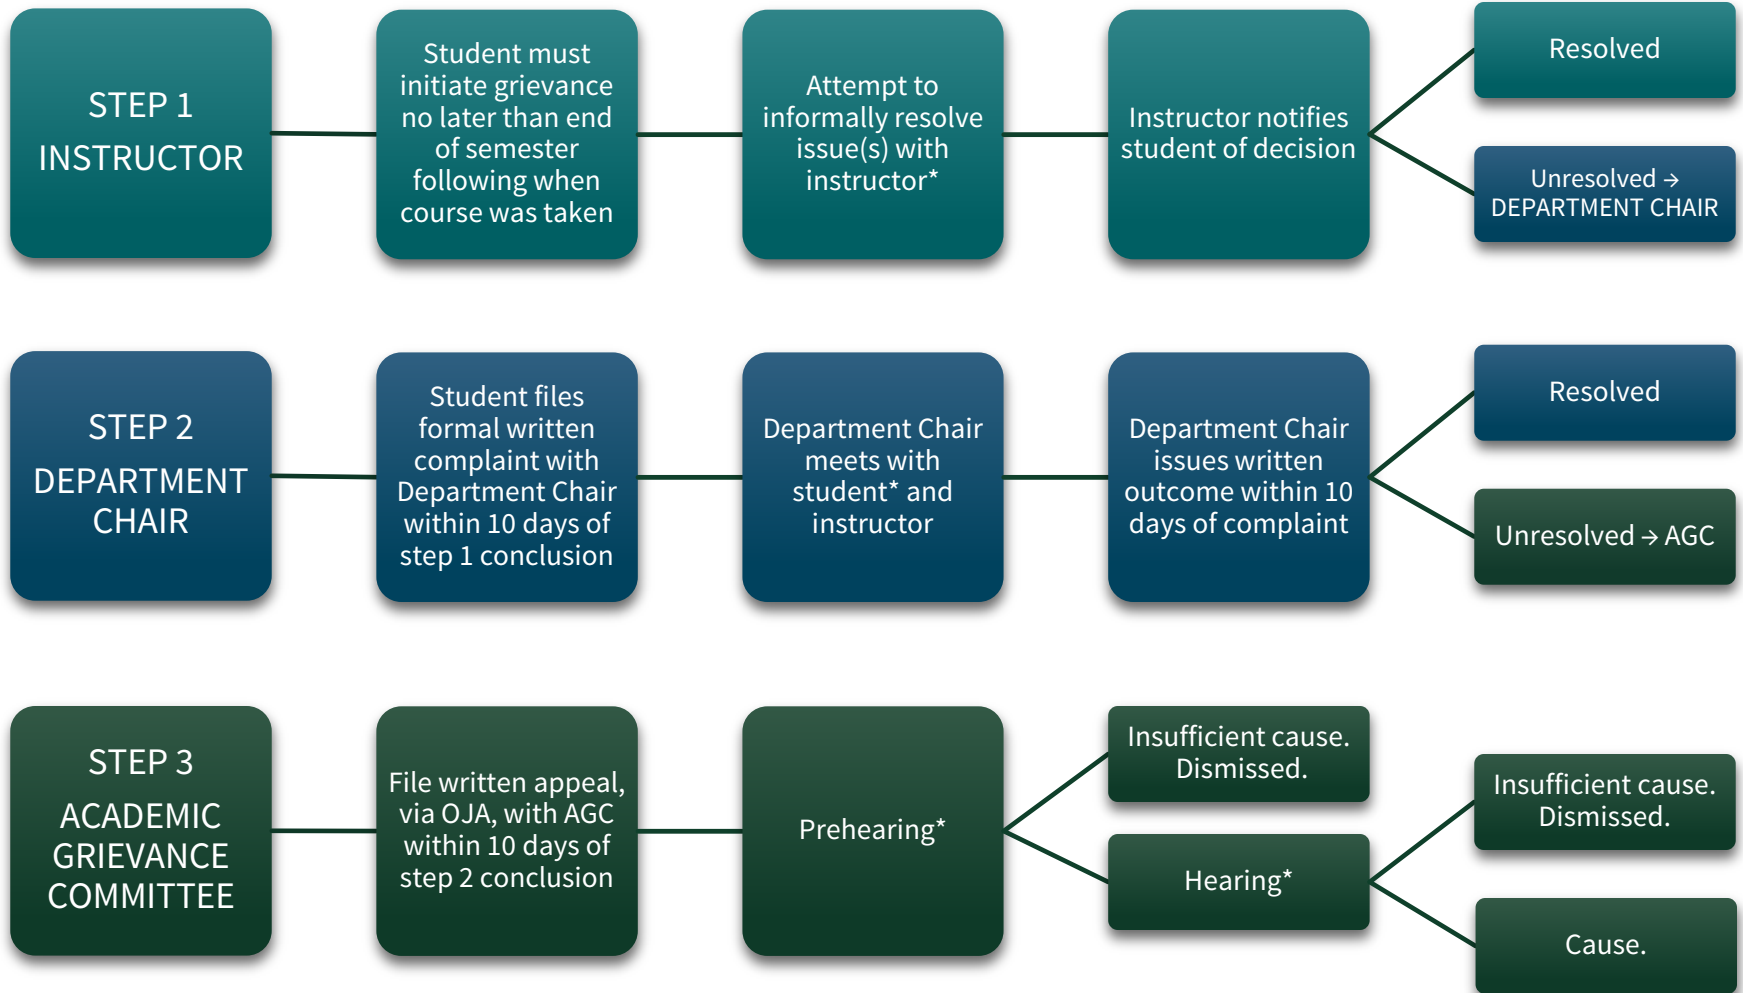 STEP 1
INSTRUCTOR
Student must
initiate grievance
no later than end
of semester
following when
course was taken
Attempt to
informally resolve
issue(s) with
instructor*
Instructor notifies
student of decision
Resolved
Unresolved →
DEPARTMENT CHAIR
STEP 2
DEPARTMENT
CHAIR
Student files
formal written
complaint with
Department Chair
within 10 days of
step 1 conclusion
Department Chair
meets with
student* and
instructor
Department Chair
issues written
outcome within 10
days of complaint
Resolved
Unresolved → AGC
STEP 3
ACADEMIC
GRIEVANCE
COMMITTEE
File written appeal,
via OJA, with AGC
within 10 days of
step 2 conclusion
Prehearing*
Insufficient cause.
Dismissed.
Hearing*
Insufficient cause.
Dismissed.
Cause.